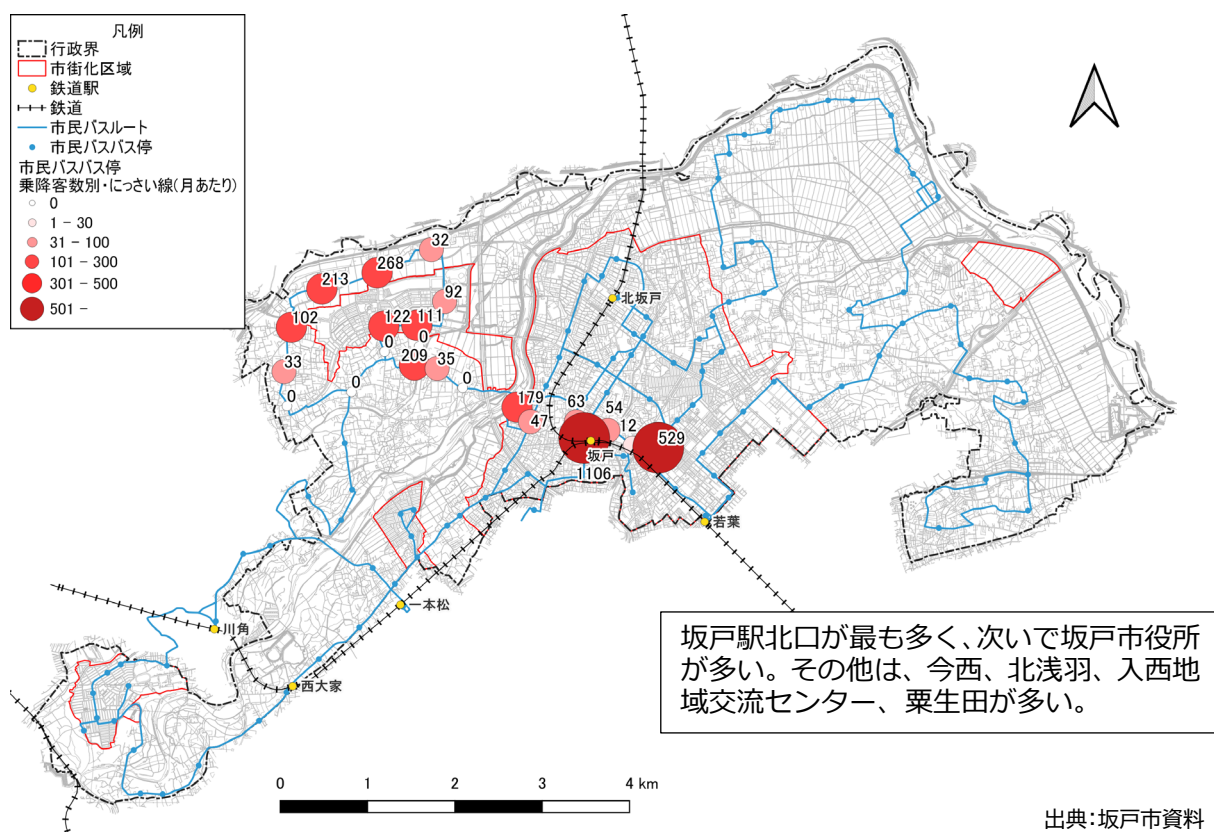 凡例
行政界
市街化区域
鉄道駅
鉄道
市民バスルート
市民バスバス停
市民バスバス停
乗降客数別・にっさい線(月あたり)
0
1 - 30
31 - 100
101 - 300
301 - 500
501 -
32
268
213
92
102
122
111
0
0
209
35
33
0
0
0
北坂戸
179
47
63
54
12
529
坂戸
1106
若葉
一本松
川角
西大家
坂戸駅北口が最も多く、次いで坂戸市役所
が多い。その他は、今西、北浅羽、入西地
域交流センター、粟生田が多い。
0 1 2 3 4 km
出典：坂戸市資料